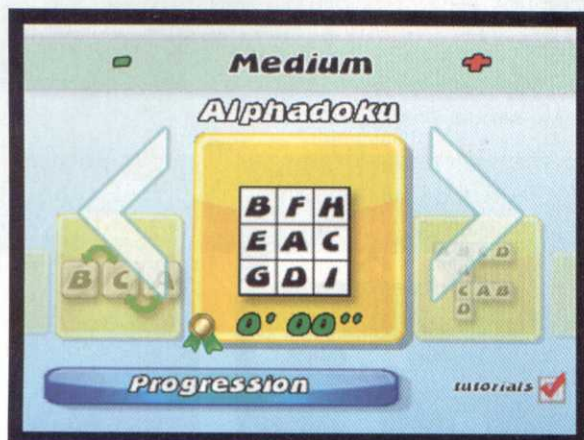 - Medium +
Alphadoku
B F H
E A C
G D I
B C A
A B C D
B
C A B
D
0' 00''
Progression
tutorials